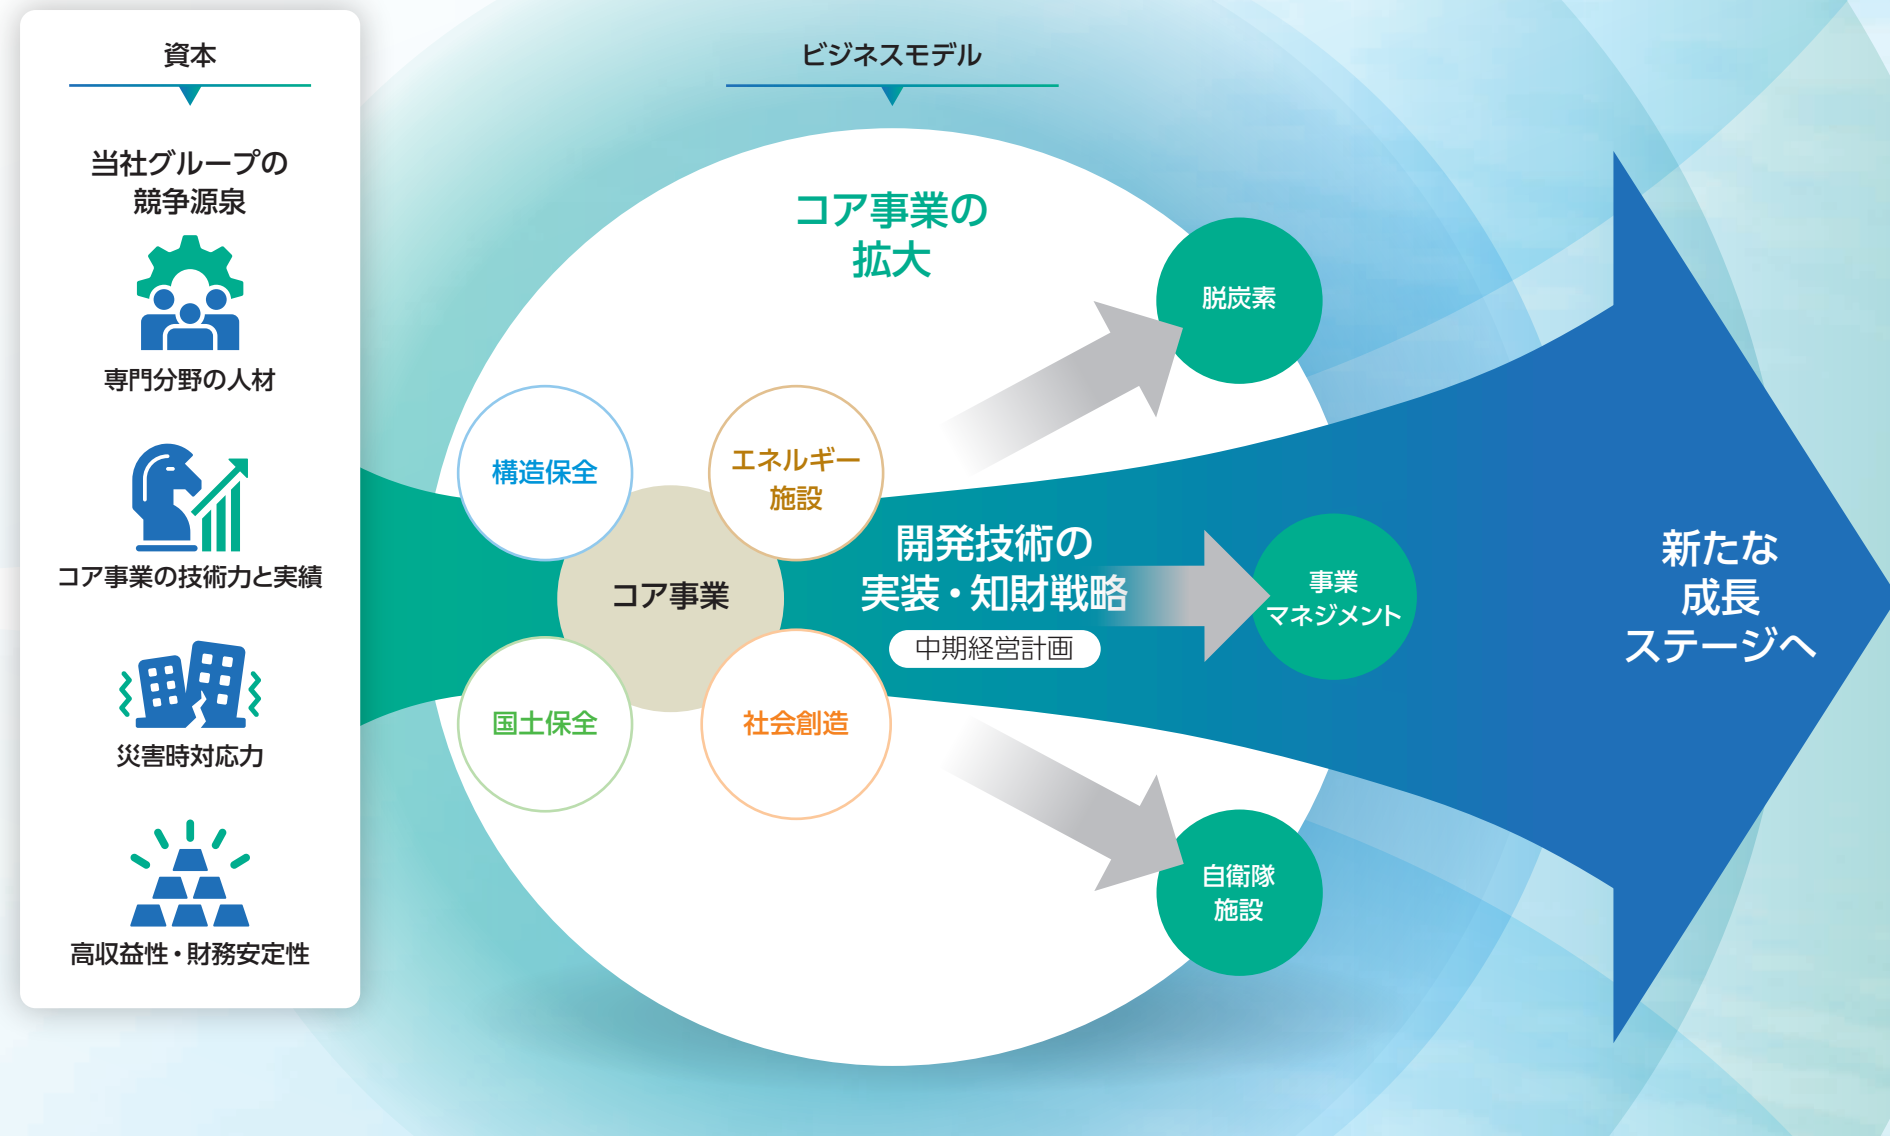 資本
当社グループの
競争源泉
専門分野の人材
コア事業の技術力と実績
災害時対応力
高収益性・財務安定性
ビジネスモデル
コア事業の
拡大
構造保全
エネルギー
施設
コア事業
国土保全
社会創造
開発技術の
実装・知財戦略
中期経営計画
脱炭素
事業
マネジメント
自衛隊
施設
新たな
成長
ステージへ